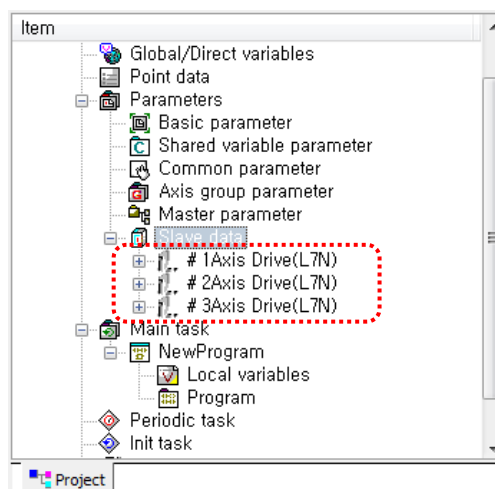 Item
Global/Direct variables
Point data
Parameters
Basic parameter
Shared variable parameter
Common parameter
Axis group parameter
Master parameter
Slave data
# 1Axis Drive(L7N)
# 2Axis Drive(L7N)
# 3Axis Drive(L7N)
Main task
NewProgram
Local variables
Program
Periodic task
Init task
Project